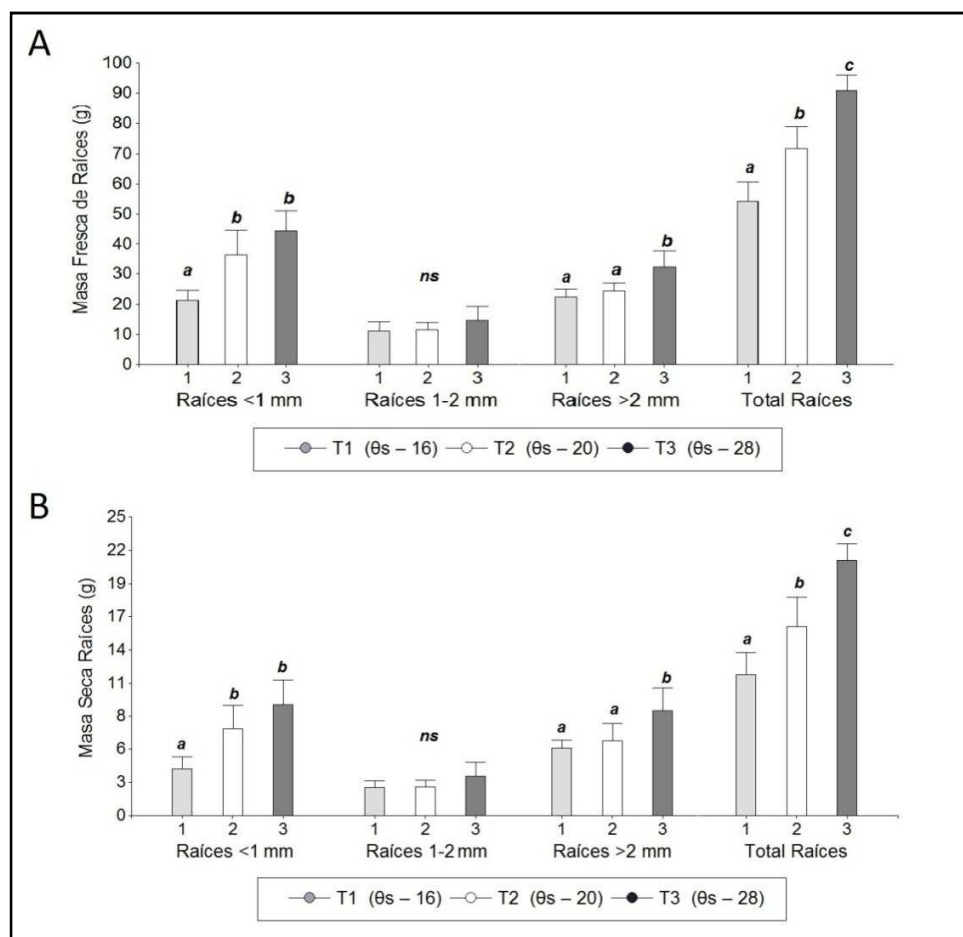 A
Masa Fresca de Raíces (g)
100
90
80
70
60
50
40
30
20
10
0
a
b
b
ns
a
a
b
a
b
c
1 2 3 1 2 3 1 2 3 1 2 3
Raíces <1 mm Raíces 1-2 mm Raíces >2 mm Total Raíces
T1 (θs – 16) T2 (θs – 20) T3 (θs – 28)
B
Masa Seca Raíces (g)
25
22
19
17
14
11
8
6
3
0
a
b
b
ns
a
a
b
a
b
c
1 2 3 1 2 3 1 2 3 1 2 3
Raíces <1 mm Raíces 1-2 mm Raíces >2 mm Total Raíces
T1 (θs – 16) T2 (θs – 20) T3 (θs – 28)